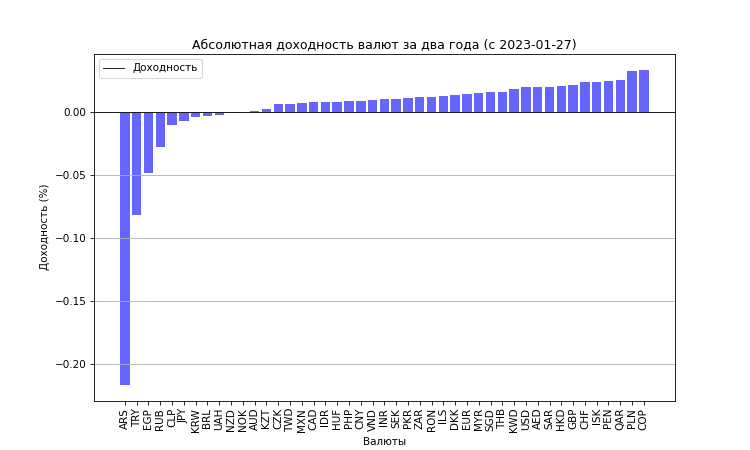 Абсолютная доходность валют за два года (с 2023-01-27)
Доходность
0.00
−0.05
−0.10
−0.15
−0.20
Доходность (%)
ARS TRY EGP RUB CLP JPY KRW BRL UAH NZD NOK AUD KZT CZK TWD MXN CAD IDR HUF PHP CNY VND INR SEK PKR ZAR RON ILS DKK EUR MYR SGD THB KWD USD AED SAR HKD GBP CHF ISK PEN QAR PLN COP
Валюты